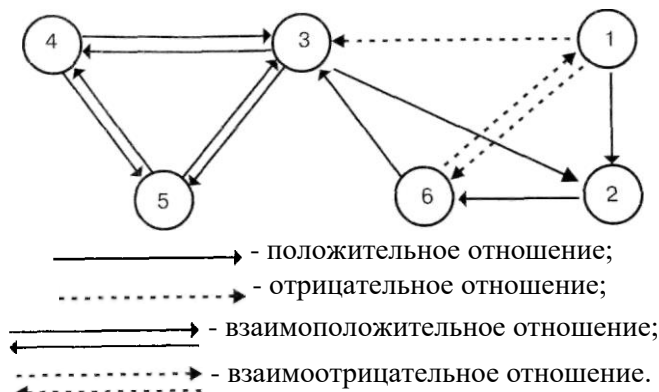 4 3 1
5 6 2
- положительное отношение;
- отрицательное отношение;
- взаимоположительное отношение;
- взаимоотрицательное отношение.